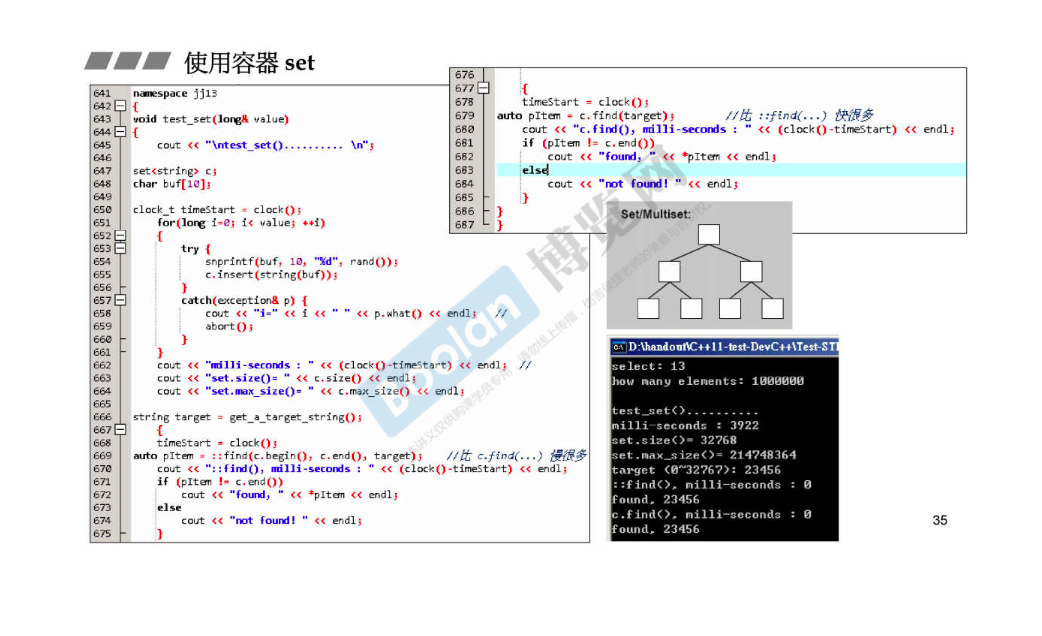 使用容器 set
641 namespace jj13
642 {
643 void test_set(long& value)
644 {
645 cout << "\ntest_set().......... \n";
646
647 set<string> c;
648 char buf[10];
649
650 clock_t timeStart = clock();
651 for(long i=0; i< value; ++i)
652 {
653 try {
654 snprintf(buf, 10, "%d", rand());
655 c.insert(string(buf));
656 }
657 catch(exception& p) {
658 cout << "i=" << i << " " << p.what() << endl; //
659 abort();
660 }
661 }
662 cout << "milli-seconds : " << (clock()-timeStart) << endl; //
663 cout << "set.size()= " << c.size() << endl;
664 cout << "set.max_size()= " << c.max_size() << endl;
665
666 string target = get_a_target_string();
667 {
668 timeStart = clock();
669 auto pItem = ::find(c.begin(), c.end(), target); //比 c.find(...) 慢很多
670 cout << "::find(), milli-seconds : " << (clock()-timeStart) << endl;
671 if (pItem != c.end())
672 cout << "found, " << *pItem << endl;
673 else
674 cout << "not found! " << endl;
675 }
676
677 {
678 timeStart = clock();
679 auto pItem = c.find(target); //比 ::find(...) 快很多
680 cout << "c.find(), milli-seconds : " << (clock()-timeStart) << endl;
681 if (pItem != c.end())
682 cout << "found, " << *pItem << endl;
683 else
684 cout << "not found! " << endl;
685 }
686 }
687 }
Set/Multiset:
D:\handout\C++11-test-DevC++\Test-STI
select: 13
how many elements: 1000000
test_set()..........
milli-seconds : 3922
set.size()= 32768
set.max_size()= 214748364
target (0~32767): 23456
::find(), milli-seconds : 0
found, 23456
c.find(), milli-seconds : 0
found, 23456
boolan 博览网
35